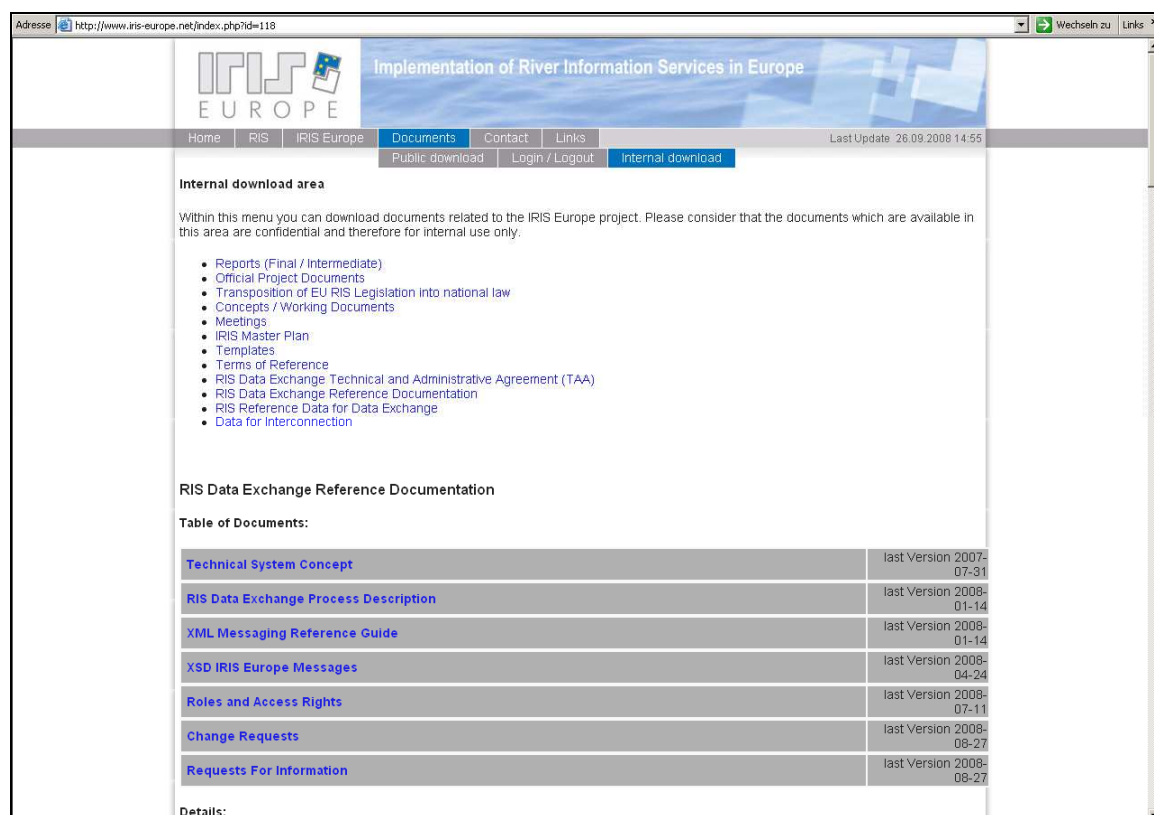 Adresse http://www.iris-europe.net/index.php?id=118 Wechseln zu Links
IRIS
EUROPE
Implementation of River Information Services in Europe
Home RIS IRIS Europe Documents Contact Links Last Update 26.09.2008 14:55
Public download Login / Logout Internal download
Internal download area
Within this menu you can download documents related to the IRIS Europe project. Please consider that the documents which are available in
this area are confidential and therefore for internal use only.
• Reports (Final / Intermediate)
• Official Project Documents
• Transposition of EU RIS Legislation into national law
• Concepts / Working Documents
• Meetings
• IRIS Master Plan
• Templates
• Terms of Reference
• RIS Data Exchange Technical and Administrative Agreement (TAA)
• RIS Data Exchange Reference Documentation
• RIS Reference Data for Data Exchange
• Data for Interconnection
RIS Data Exchange Reference Documentation
Table of Documents:
Technical System Concept last Version 2007-
07-31
RIS Data Exchange Process Description last Version 2008-
01-14
XML Messaging Reference Guide last Version 2008-
01-14
XSD IRIS Europe Messages last Version 2008-
04-24
Roles and Access Rights last Version 2008-
07-11
Change Requests last Version 2008-
08-27
Requests For Information last Version 2008-
08-27
Details: